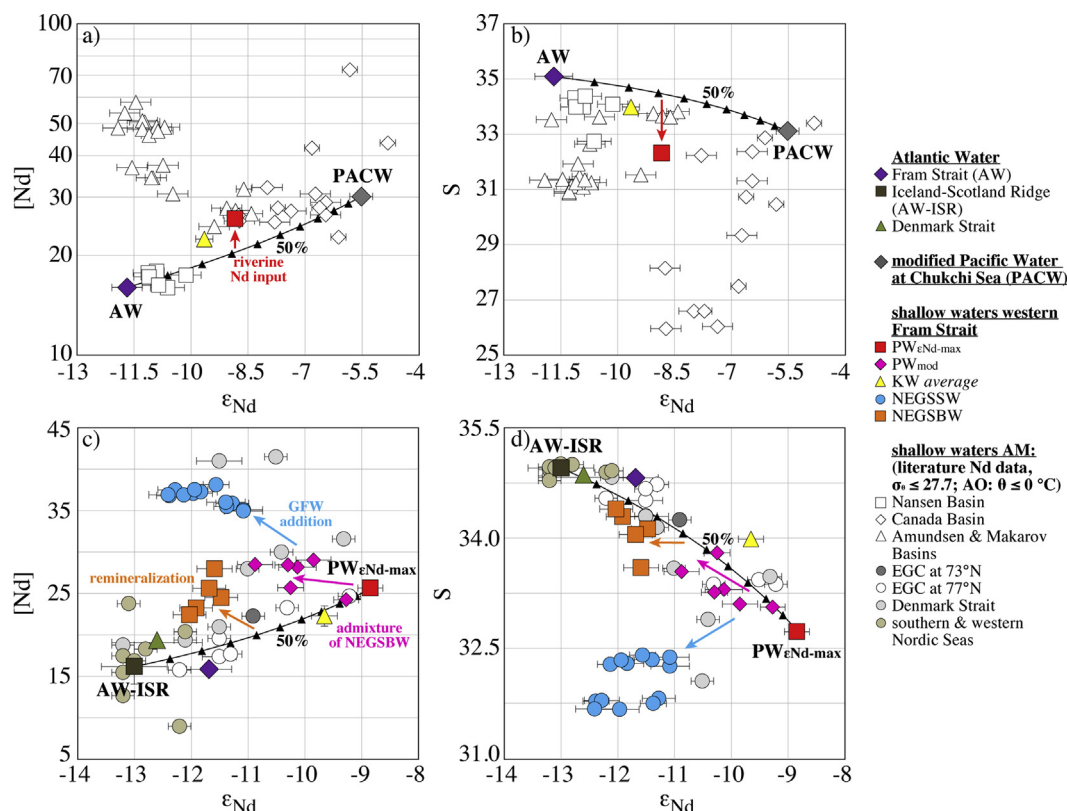 a)
100
70
50
40
30
20
10
[Nd]
AW
PACW
50%
riverine
Nd input
-13
-11.5
-10
-8.5
-7
-5.5
-4
εNd
b)
37
35
33
31
29
27
25
S
AW
50%
PACW
-13
-11.5
-10
-8.5
-7
-5.5
-4
εNd
c)
45
35
25
15
5
[Nd]
GFW
addition
remineralization
PWεNd-max
50%
admixture
of NEGSBW
AW-ISR
-14
-13
-12
-11
-10
-9
-8
εNd
d)
35.5
34.0
32.5
31.0
S
AW-ISR
50%
PWεNd-max
-14
-13
-12
-11
-10
-9
-8
εNd
Atlantic Water
Fram Strait (AW)
Iceland-Scotland Ridge
(AW-ISR)
Denmark Strait
modified Pacific Water
at Chukchi Sea (PACW)
shallow waters western
Fram Strait
PWεNd-max
PWmod
KW average
NEGSSW
NEGSBW
shallow waters AM:
(literature Nd data,
σ₀ ≤ 27.7; AO: θ ≤ 0 °C)
Nansen Basin
Canada Basin
Amundsen & Makarov
Basins
EGC at 73°N
EGC at 77°N
Denmark Strait
southern & western
Nordic Seas